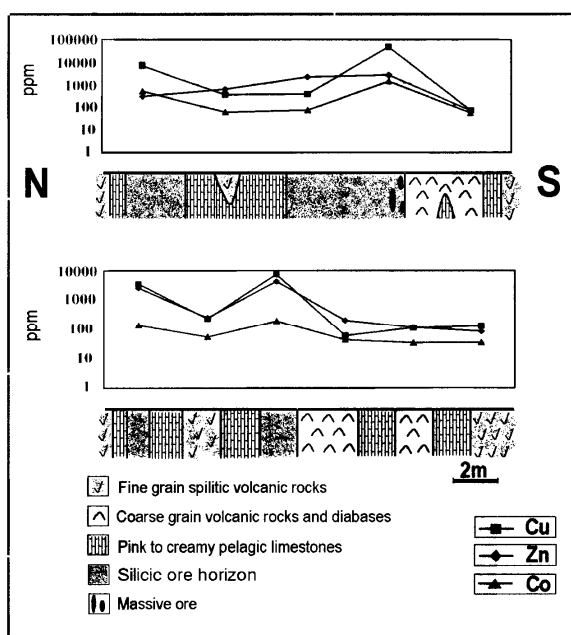 100000
10000
1000
100
10
1
ppm
N
S
10000
1000
100
10
1
ppm
2m
Fine grain spilitic volcanic rocks
Coarse grain volcanic rocks and diabases
Pink to creamy pelagic limestones
Silicic ore horizon
Massive ore
Cu
Zn
Co